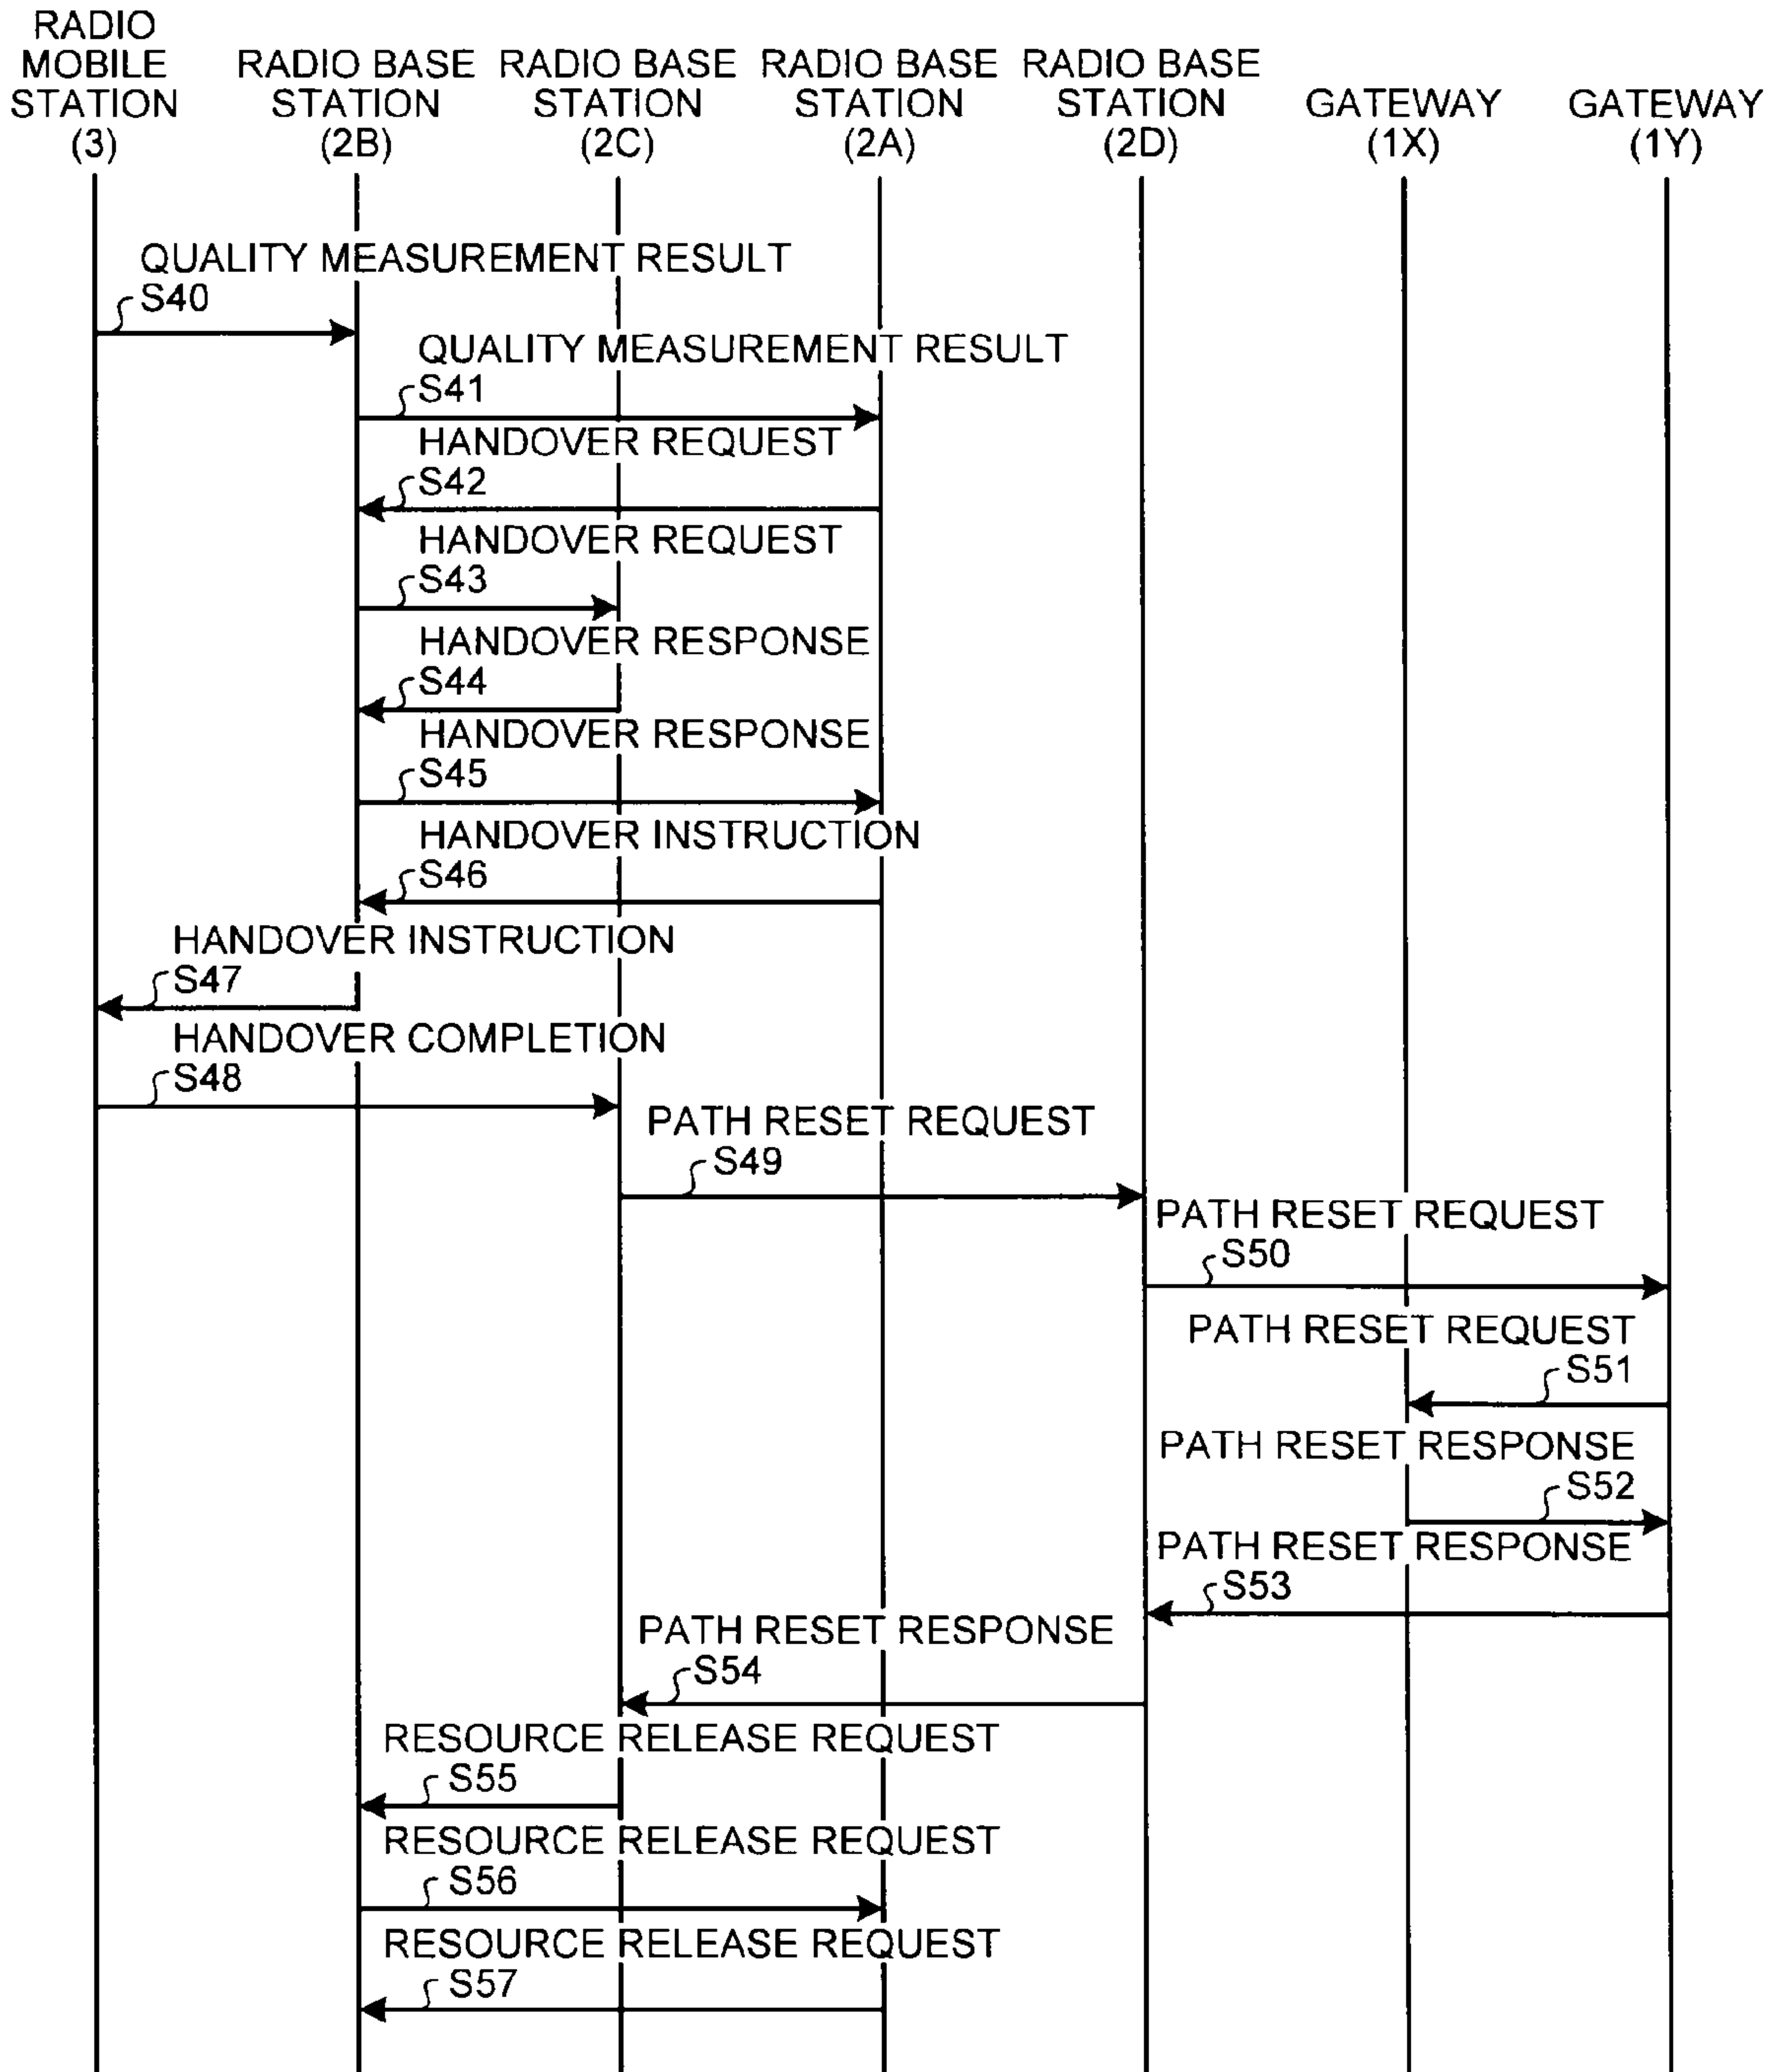 RADIO
MOBILE
STATION
(3)
RADIO BASE
STATION
(2B)
RADIO BASE
STATION
(2C)
RADIO BASE
STATION
(2A)
RADIO BASE
STATION
(2D)
GATEWAY
(1X)
GATEWAY
(1Y)
QUALITY MEASUREMENT RESULT
S40
QUALITY MEASUREMENT RESULT
S41
HANDOVER REQUEST
S42
HANDOVER REQUEST
S43
HANDOVER RESPONSE
S44
HANDOVER RESPONSE
S45
HANDOVER INSTRUCTION
S46
HANDOVER INSTRUCTION
S47
HANDOVER COMPLETION
S48
PATH RESET REQUEST
S49
PATH RESET REQUEST
S50
PATH RESET REQUEST
S51
PATH RESET RESPONSE
S52
PATH RESET RESPONSE
S53
PATH RESET RESPONSE
S54
RESOURCE RELEASE REQUEST
S55
RESOURCE RELEASE REQUEST
S56
RESOURCE RELEASE REQUEST
S57